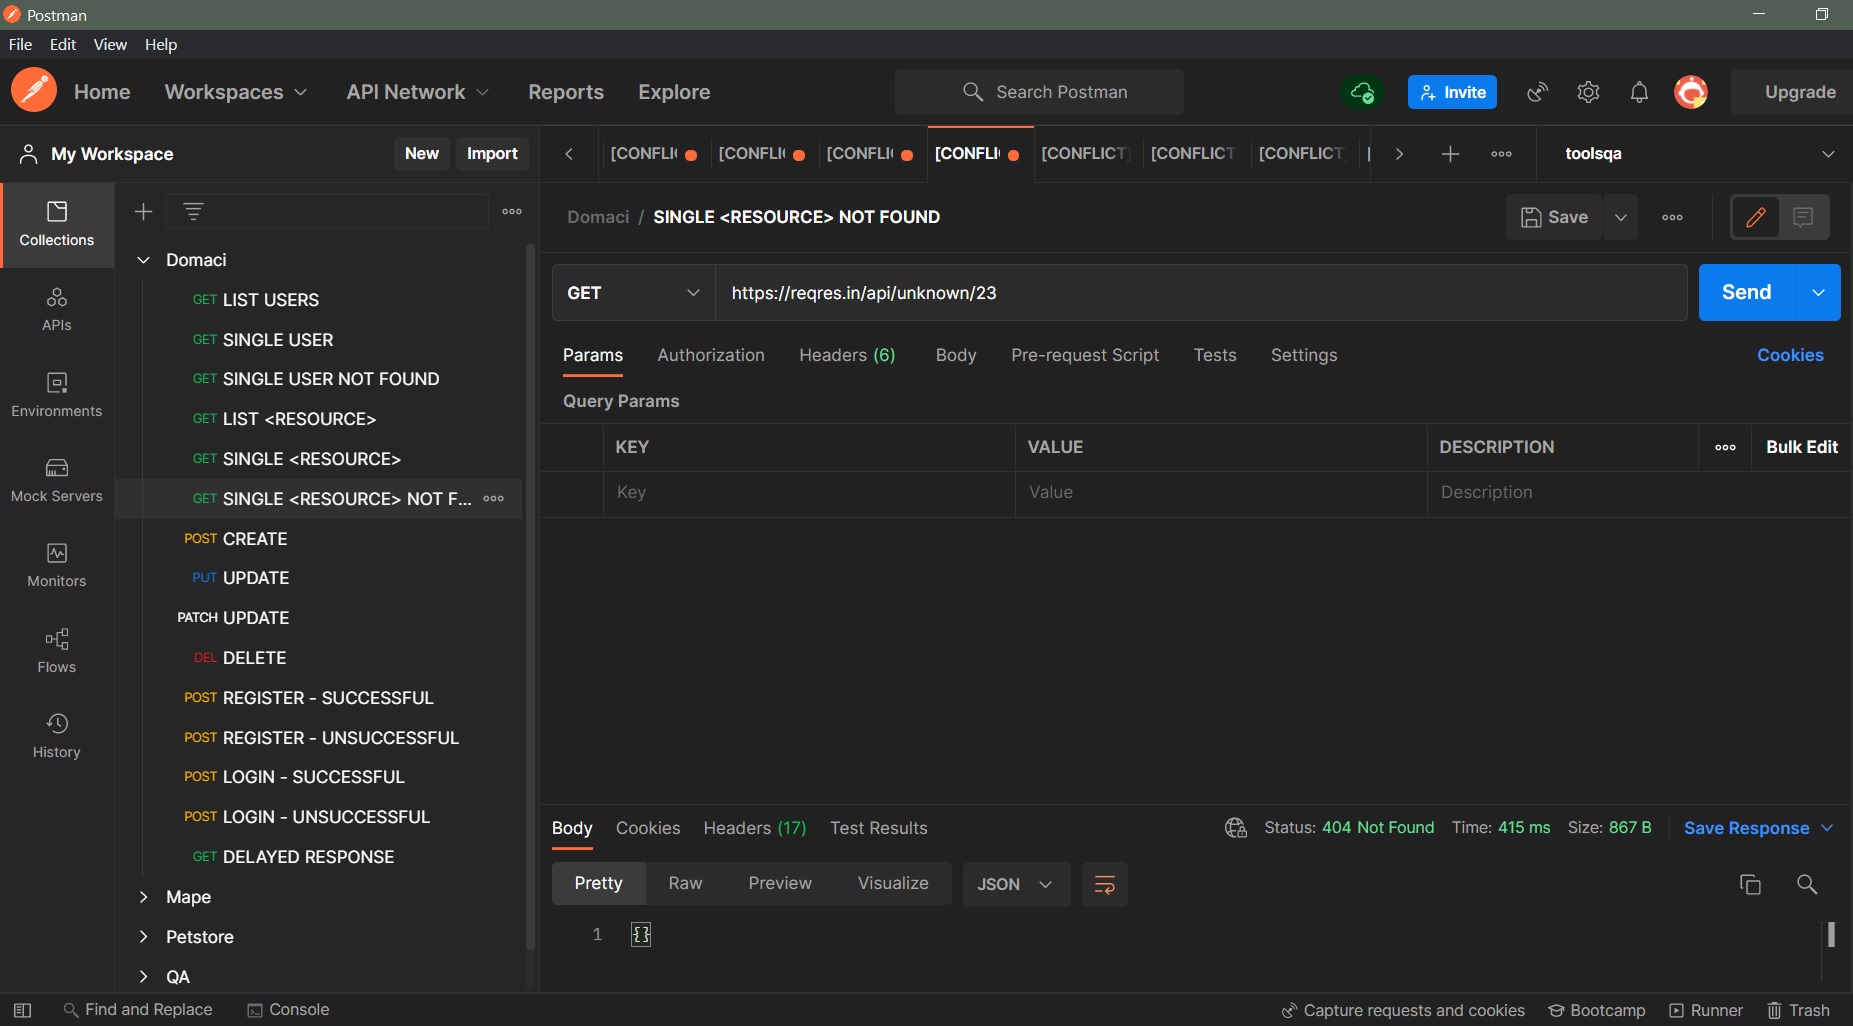 Postman
File Edit View Help
Home Workspaces API Network Reports Explore Search Postman Invite Upgrade
My Workspace New Import [CONFLI [CONFLI [CONFLI [CONFLI [CONFLICT [CONFLICT [CONFLICT [ toolsqa
Collections
APIs
Environments
Mock Servers
Monitors
Flows
History
Domaci
GET LIST USERS
GET SINGLE USER
GET SINGLE USER NOT FOUND
GET LIST <RESOURCE>
GET SINGLE <RESOURCE>
GET SINGLE <RESOURCE> NOT F...
POST CREATE
PUT UPDATE
PATCH UPDATE
DEL DELETE
POST REGISTER - SUCCESSFUL
POST REGISTER - UNSUCCESSFUL
POST LOGIN - SUCCESSFUL
POST LOGIN - UNSUCCESSFUL
GET DELAYED RESPONSE
Mape
Petstore
QA
Domaci / SINGLE <RESOURCE> NOT FOUND Save
GET https://reqres.in/api/unknown/23 Send
Params Authorization Headers (6) Body Pre-request Script Tests Settings Cookies
Query Params
KEY VALUE DESCRIPTION Bulk Edit
Key Value Description
Body Cookies Headers (17) Test Results Status: 404 Not Found Time: 415 ms Size: 867 B Save Response
Pretty Raw Preview Visualize JSON
1 {}
Find and Replace Console Capture requests and cookies Bootcamp Runner Trash